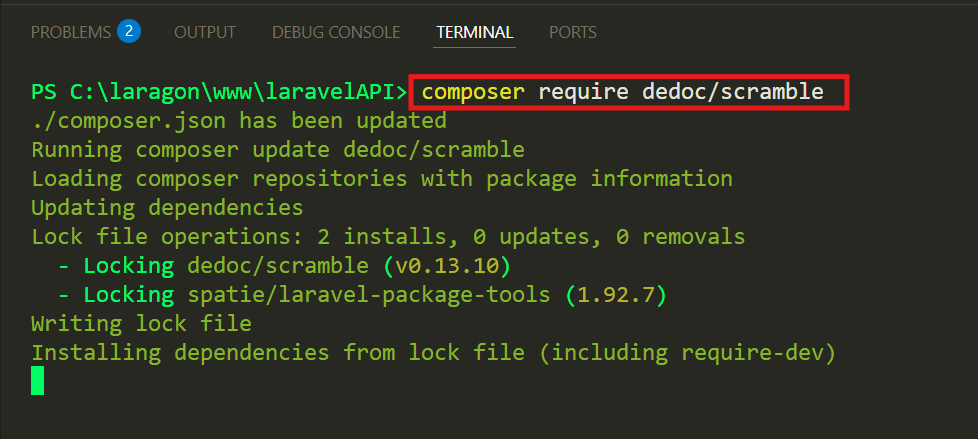 PROBLEMS 2 OUTPUT DEBUG CONSOLE TERMINAL PORTS
PS C:\laragon\www\laravelAPI> composer require dedoc/scramble
./composer.json has been updated
Running composer update dedoc/scramble
Loading composer repositories with package information
Updating dependencies
Lock file operations: 2 installs, 0 updates, 0 removals
  - Locking dedoc/scramble (v0.13.10)
  - Locking spatie/laravel-package-tools (1.92.7)
Writing lock file
Installing dependencies from lock file (including require-dev)